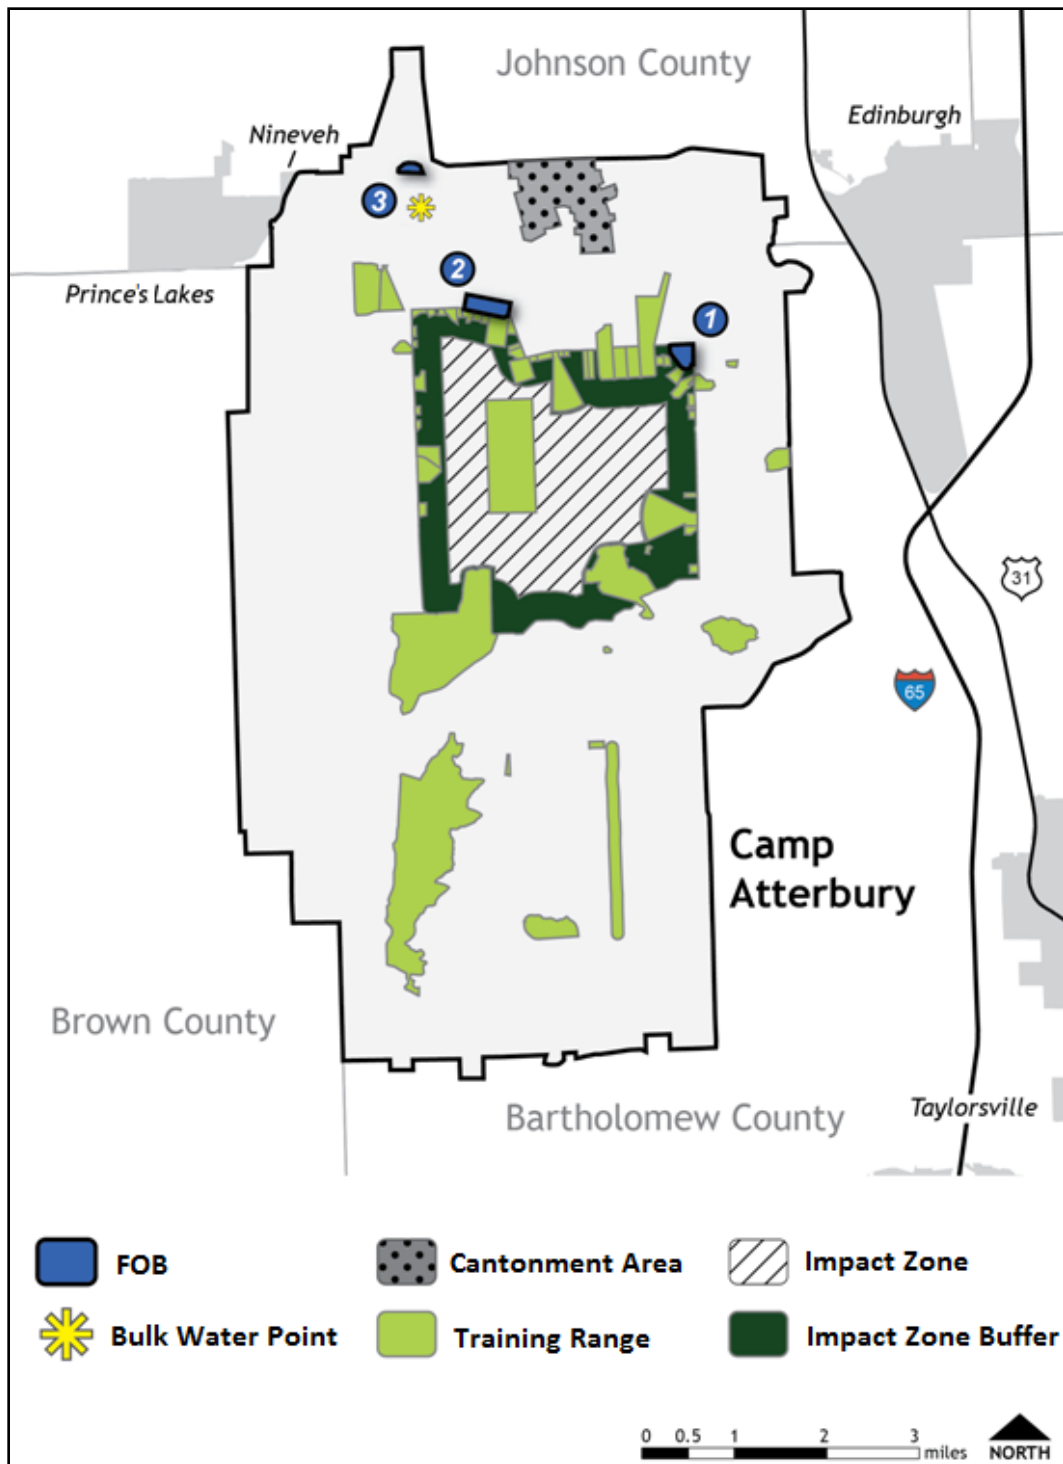 Johnson County
Edinburgh
Nineveh
3
2
Prince's Lakes
1
31
65
Camp
Atterbury
Brown County
Bartholomew County
Taylorsville
FOB
Cantonment Area
Impact Zone
Bulk Water Point
Training Range
Impact Zone Buffer
0 0.5 1 2 3
miles
NORTH